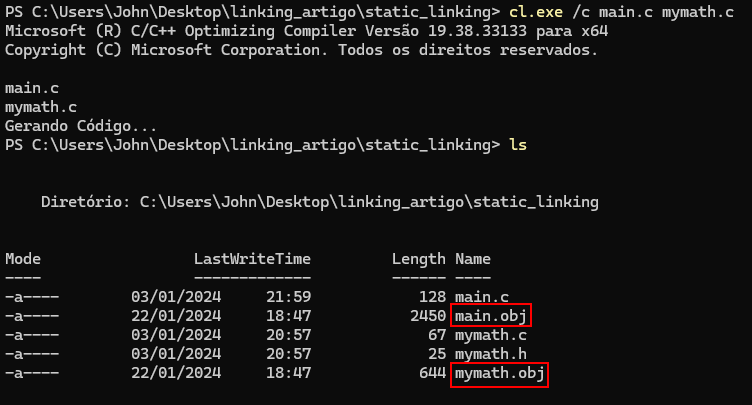 PS C:\Users\John\Desktop\linking_artigo\static_linking> cl.exe /c main.c mymath.c
Microsoft (R) C/C++ Optimizing Compiler Versão 19.38.33133 para x64
Copyright (C) Microsoft Corporation. Todos os direitos reservados.

main.c
mymath.c
Gerando Código...
PS C:\Users\John\Desktop\linking_artigo\static_linking> ls

    Diretório: C:\Users\John\Desktop\linking_artigo\static_linking

Mode                 LastWriteTime         Length Name
----                 -------------         ------ ----
-a----        03/01/2024     21:59            128 main.c
-a----        22/01/2024     18:47           2450 main.obj
-a----        03/01/2024     20:57             67 mymath.c
-a----        03/01/2024     20:57             25 mymath.h
-a----        22/01/2024     18:47            644 mymath.obj